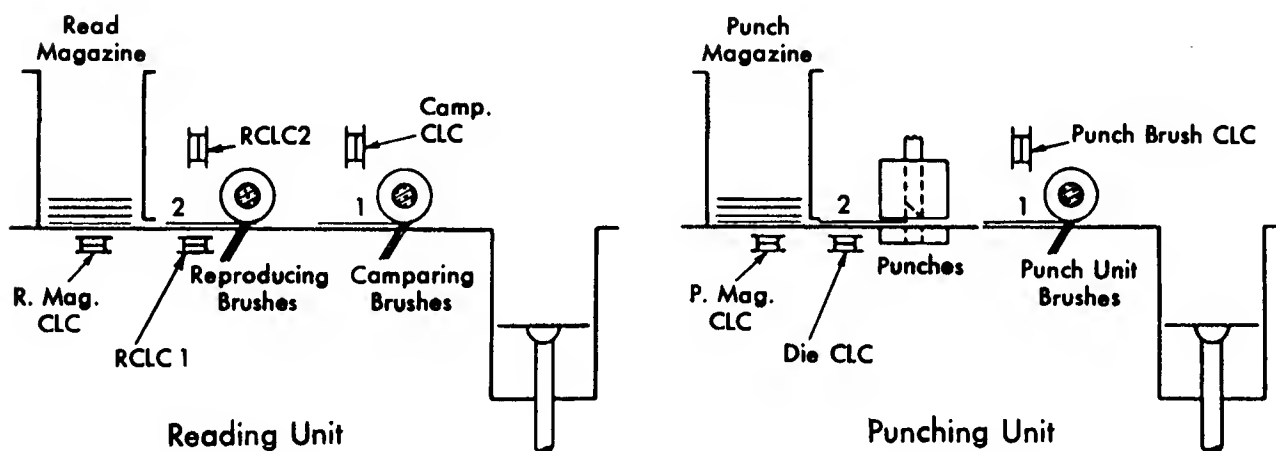 Read
Magazine
RCLC2
Camp.
CLC
2
1
R. Mag.
CLC
Reproducing
Brushes
Camparing
Brushes
RCLC 1
Reading Unit
Punch
Magazine
Punch Brush CLC
2
1
P. Mag.
CLC
Punches
Punch Unit
Brushes
Die CLC
Punching Unit